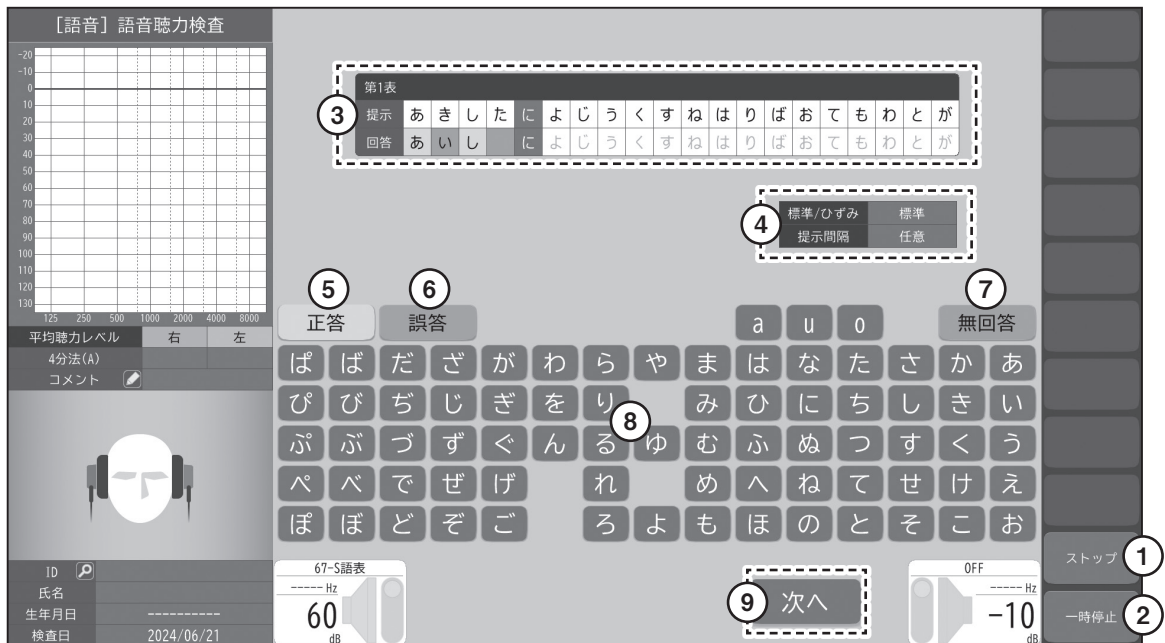 ［語音］語音聴力検査
-20
-10
0
10
20
30
40
50
60
70
80
90
100
110
120
130
125 250 500 1000 2000 4000 8000
平均聴力レベル 右 左
4分法(A)
コメント
ID
氏名
生年月日 ----------
検査日 2024/06/21
③
第1表
提示 あ き し た に よ じ う く す ね は り ば お て も わ と が
回答 あ い し に よ じ う く す ね は り ば お て も わ と が
④
標準/ひずみ 標準
提示間隔 任意
⑤ ⑥ ⑦
正答 誤答 a u o 無回答
ぱ ば だ ざ が わ ら や ま は な た さ か あ
ぴ び ぢ じ ぎ を り み ひ に ち し き い
⑧
ぷ ぶ づ ず ぐ ん る ゆ む ふ ぬ つ す く う
ぺ べ で ぜ げ れ め へ ね て せ け え
ぽ ぼ ど ぞ ご ろ よ も ほ の と そ こ お
67-S語表
----- Hz
60
dB
⑨ 次へ
OFF
----- Hz
-10
dB
ストップ ①
一時停止 ②